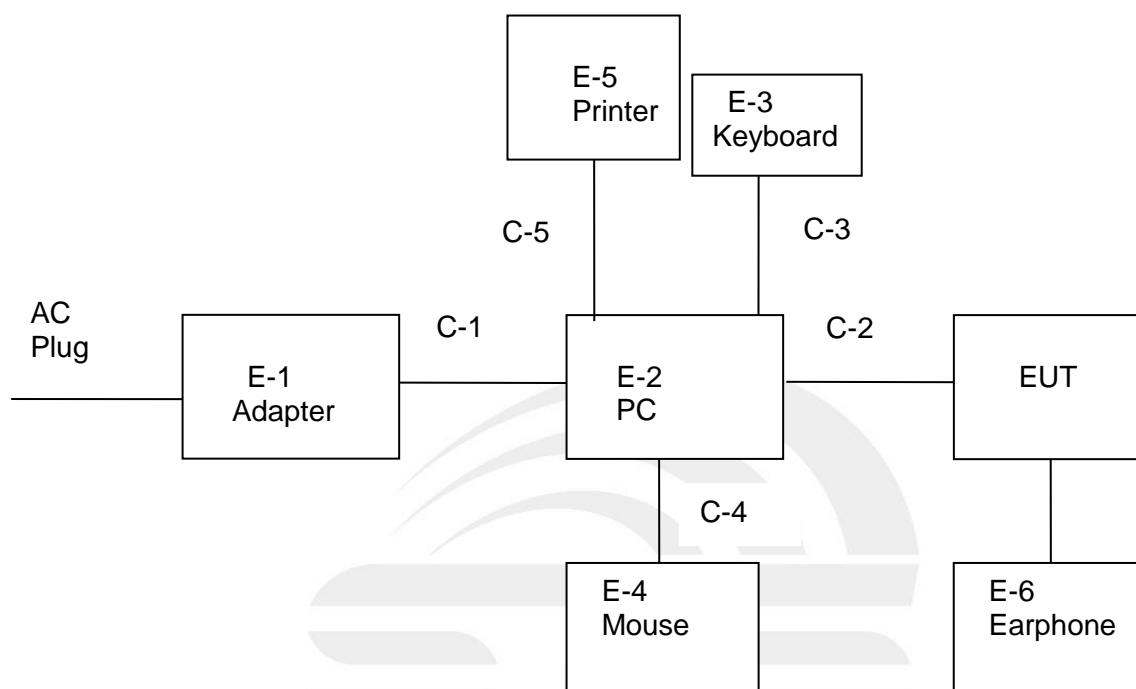 E-5
Printer
E-3
Keyboard
C-5
C-3
AC
Plug
C-1
C-2
E-1
Adapter
E-2
PC
EUT
C-4
E-4
Mouse
E-6
Earphone